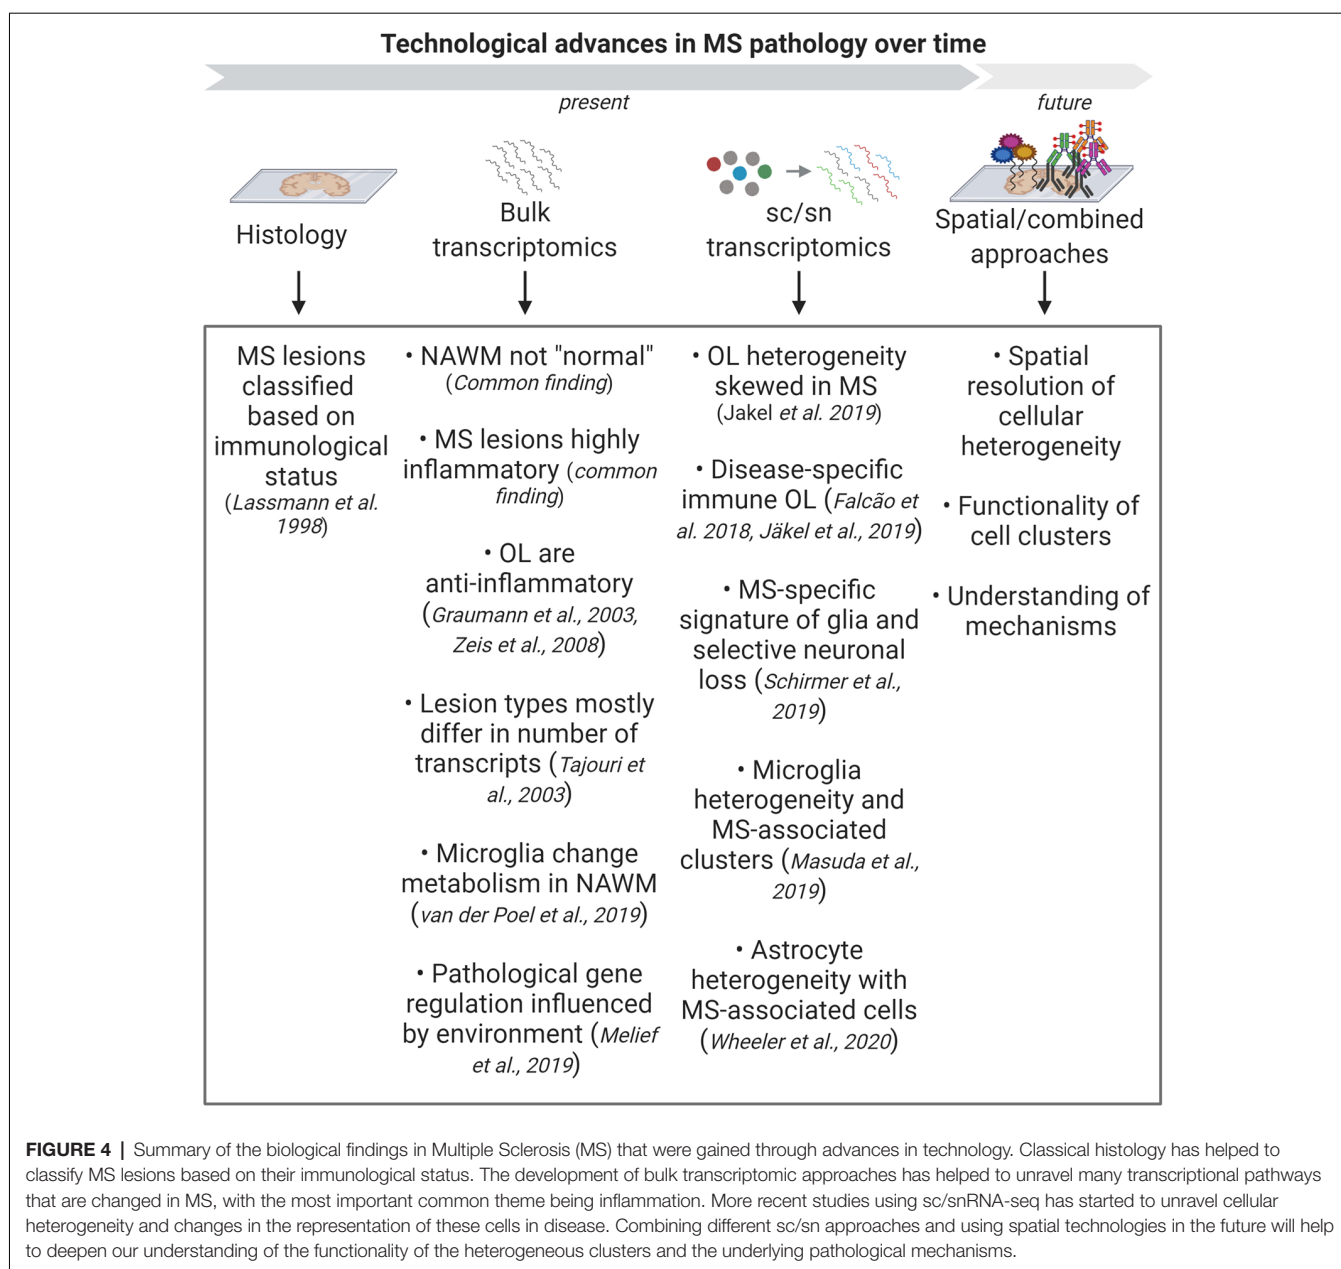 Technological advances in MS pathology over time
present
future
Histology
Bulk
transcriptomics
sc/sn
transcriptomics
Spatial/combined
approaches
MS lesions
classified
based on
immunological
status
(Lassmann et al.
1998)
• NAWM not "normal"
(Common finding)
• MS lesions highly
inflammatory (common
finding)
• OL are
anti-inflammatory
(Graumann et al., 2003,
Zeis et al., 2008)
• Lesion types mostly
differ in number of
transcripts (Tajouri et
al., 2003)
• Microglia change
metabolism in NAWM
(van der Poel et al., 2019)
• Pathological gene
regulation influenced
by environment (Melief
et al., 2019)
• OL heterogeneity
skewed in MS
(Jakel et al. 2019)
• Disease-specific
immune OL (Falcão et
al. 2018, Jäkel et al., 2019)
• MS-specific
signature of glia and
selective neuronal
loss (Schirmer et al.,
2019)
• Microglia
heterogeneity and
MS-associated
clusters (Masuda et al.,
2019)
• Astrocyte
heterogeneity with
MS-associated cells
(Wheeler et al., 2020)
• Spatial
resolution of
cellular
heterogeneity
• Functionality of
cell clusters
• Understanding of
mechanisms
FIGURE 4 | Summary of the biological findings in Multiple Sclerosis (MS) that were gained through advances in technology. Classical histology has helped to
classify MS lesions based on their immunological status. The development of bulk transcriptomic approaches has helped to unravel many transcriptional pathways
that are changed in MS, with the most important common theme being inflammation. More recent studies using sc/snRNA-seq has started to unravel cellular
heterogeneity and changes in the representation of these cells in disease. Combining different sc/sn approaches and using spatial technologies in the future will help
to deepen our understanding of the functionality of the heterogeneous clusters and the underlying pathological mechanisms.